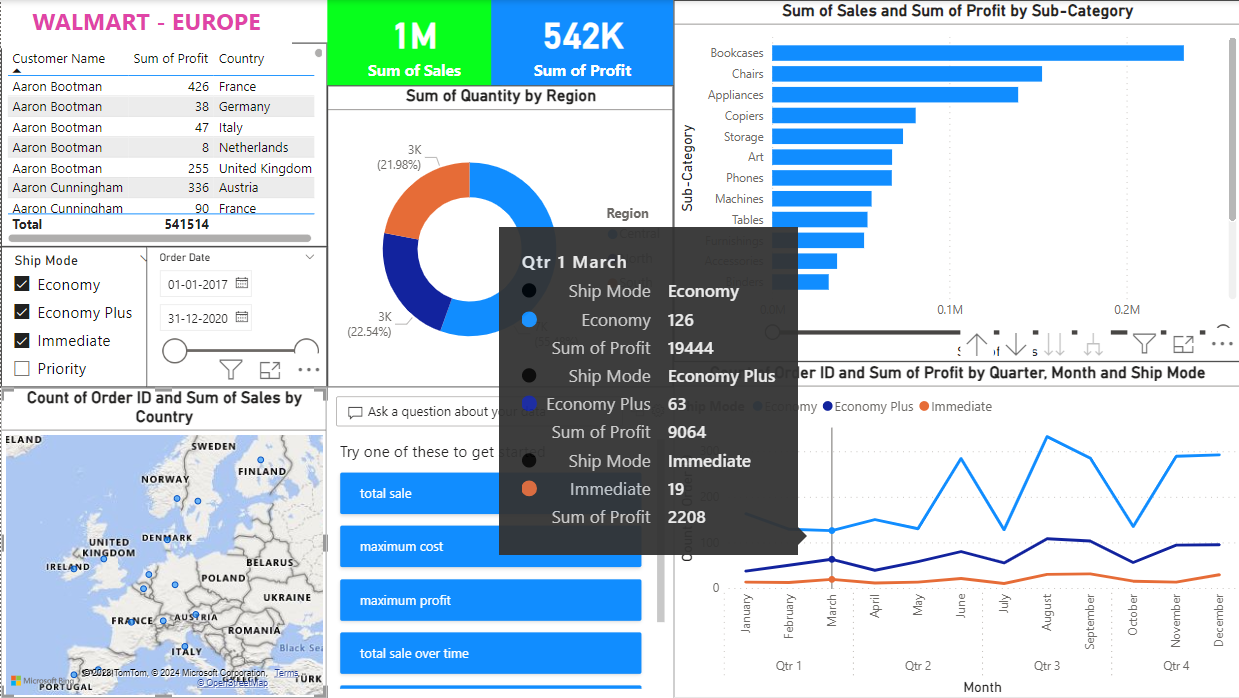 WALMART - EUROPE
Customer Name Sum of Profit Country
Aaron Bootman 426 France
Aaron Bootman 38 Germany
Aaron Bootman 47 Italy
Aaron Bootman 8 Netherlands
Aaron Bootman 255 United Kingdom
Aaron Cunningham 336 Austria
Aaron Cunningham 90 France
Total 541514
Ship Mode
Economy
Economy Plus
Immediate
Priority
Order Date
01-01-2017
31-12-2020
1M
Sum of Sales
542K
Sum of Profit
Sum of Quantity by Region
3K
(21.98%)
3K
(22.54%)
Region
Sum of Sales and Sum of Profit by Sub-Category
Sub-Category
Bookcases
Chairs
Appliances
Copiers
Storage
Art
Phones
Machines
Tables
Furnishings
Accessories
0.0M 0.1M 0.2M
Qtr 1 March
Ship Mode Economy
Economy 126
Sum of Profit 19444
Ship Mode Economy Plus
Economy Plus 63
Sum of Profit 9064
Ship Mode Immediate
Immediate 19
Sum of Profit 2208
Count of Order ID and Sum of Sales by
Country
ELAND
SWEDEN
FINLAND
NORWAY
UNITED
KINGDOM
DENMARK
IRELAND
BELARUS
POLAND
UKRAINE
FRANCE
AUSTRIA
ROMANIA
ITALY
Black Sea
PORTUGAL
Microsoft Bing
TomTom, © 2024 Microsoft Corporation, Terms
© OpenStreetMap
Ask a question about your data
Try one of these to get started
total sale
maximum cost
maximum profit
total sale over time
of Order ID and Sum of Profit by Quarter, Month and Ship Mode
Ship Mode Economy Economy Plus Immediate
0
January
February
March
April
May
June
July
August
September
October
November
December
Qtr 1 Qtr 2 Qtr 3 Qtr 4
Month